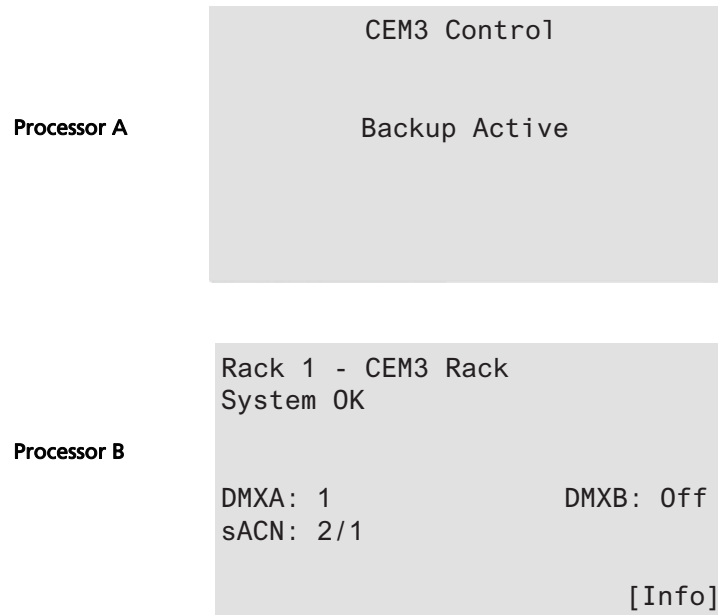 CEM3 Control
Processor A
Backup Active
Rack 1 - CEM3 Rack
System OK
Processor B
DMXA: 1 DMXB: Off
sACN: 2/1
[Info]